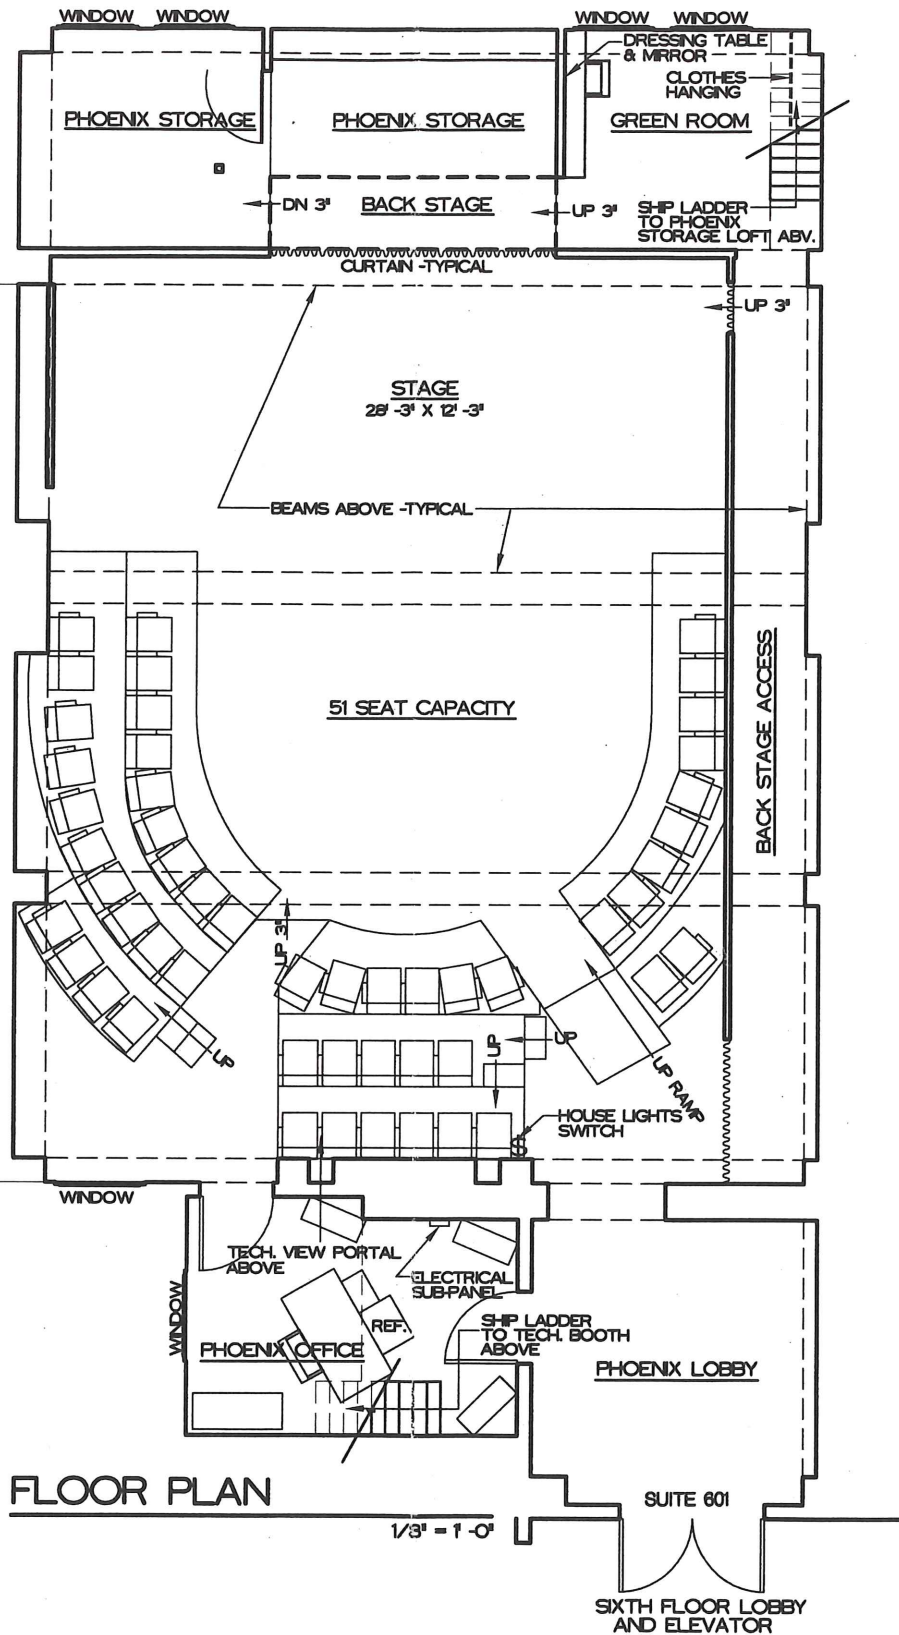 WINDOW WINDOW WINDOW WINDOW
DRESSING TABLE
& MIRROR
CLOTHES
HANGING
PHOENIX STORAGE
PHOENIX STORAGE
GREEN ROOM
DN 3"
BACK STAGE
UP 3"
SHIP LADDER
TO PHOENIX
STORAGE LOFT ABV.
CURTAIN -TYPICAL
UP 3"
STAGE
28' -3" X 12' -3"
BEAMS ABOVE -TYPICAL
51 SEAT CAPACITY
BACK STAGE ACCESS
UP 3"
UP
UP
UP
UP RAMP
HOUSE LIGHTS
SWITCH
$
WINDOW
TECH. VIEW PORTAL
ABOVE
ELECTRICAL
SUB-PANEL
WINDOW
REF.
SHIP LADDER
TO TECH. BOOTH
ABOVE
PHOENIX OFFICE
PHOENIX LOBBY
FLOOR PLAN
1/8" = 1' -0"
SUITE 601
SIXTH FLOOR LOBBY
AND ELEVATOR